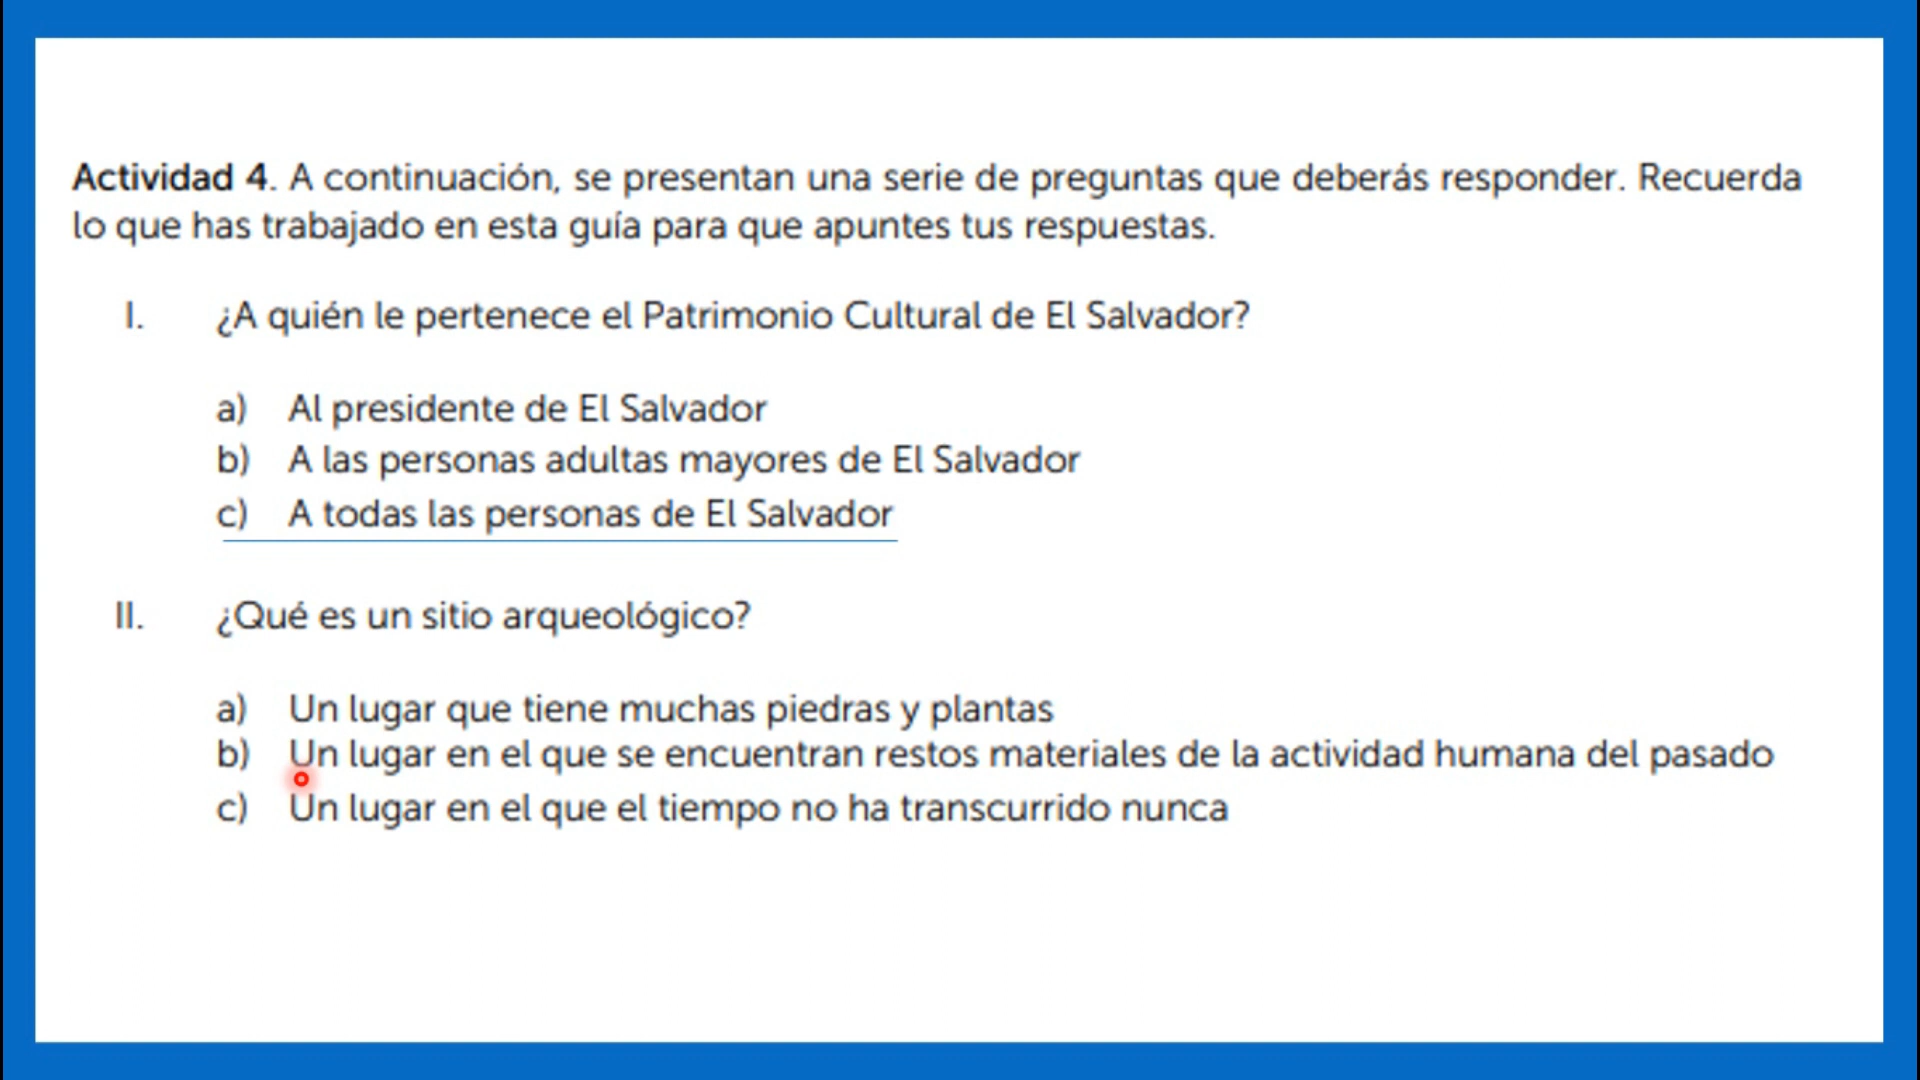 Actividad 4. A continuación, se presentan una serie de preguntas que deberás responder. Recuerda
lo que has trabajado en esta guía para que apuntes tus respuestas.
I. ¿A quién le pertenece el Patrimonio Cultural de El Salvador?
a) Al presidente de El Salvador
b) A las personas adultas mayores de El Salvador
c) A todas las personas de El Salvador
II. ¿Qué es un sitio arqueológico?
a) Un lugar que tiene muchas piedras y plantas
b) Un lugar en el que se encuentran restos materiales de la actividad humana del pasado
c) Un lugar en el que el tiempo no ha transcurrido nunca